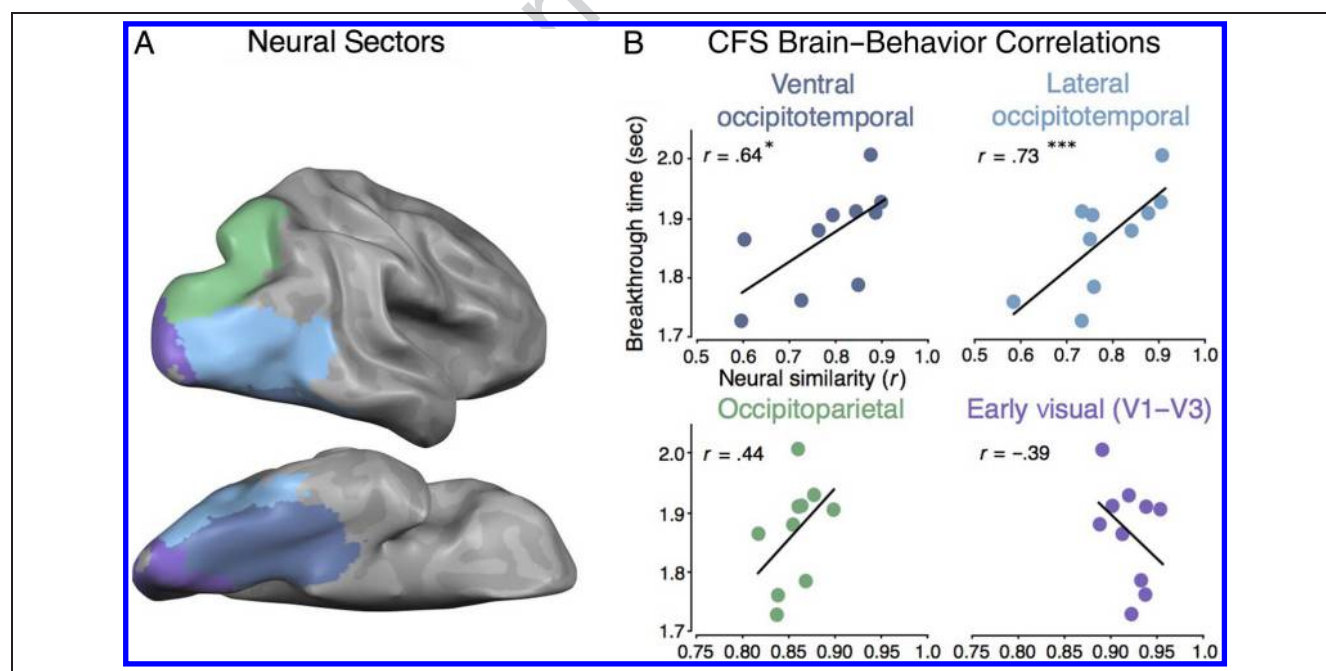 A
Neural Sectors
B
CFS Brain–Behavior Correlations
Ventral
occipitotemporal
Lateral
occipitotemporal
Breakthrough time (sec)
2.0
1.9
1.8
1.7
r = .64*
r = .73 ***
0.5 0.6 0.7 0.8 0.9 1.0
0.5 0.6 0.7 0.8 0.9 1.0
Neural similarity (r)
Occipitoparietal
Early visual (V1–V3)
2.0
1.9
1.8
1.7
r = .44
r = –.39
0.75 0.80 0.85 0.90 0.95 1.0
0.75 0.80 0.85 0.90 0.95 1.0